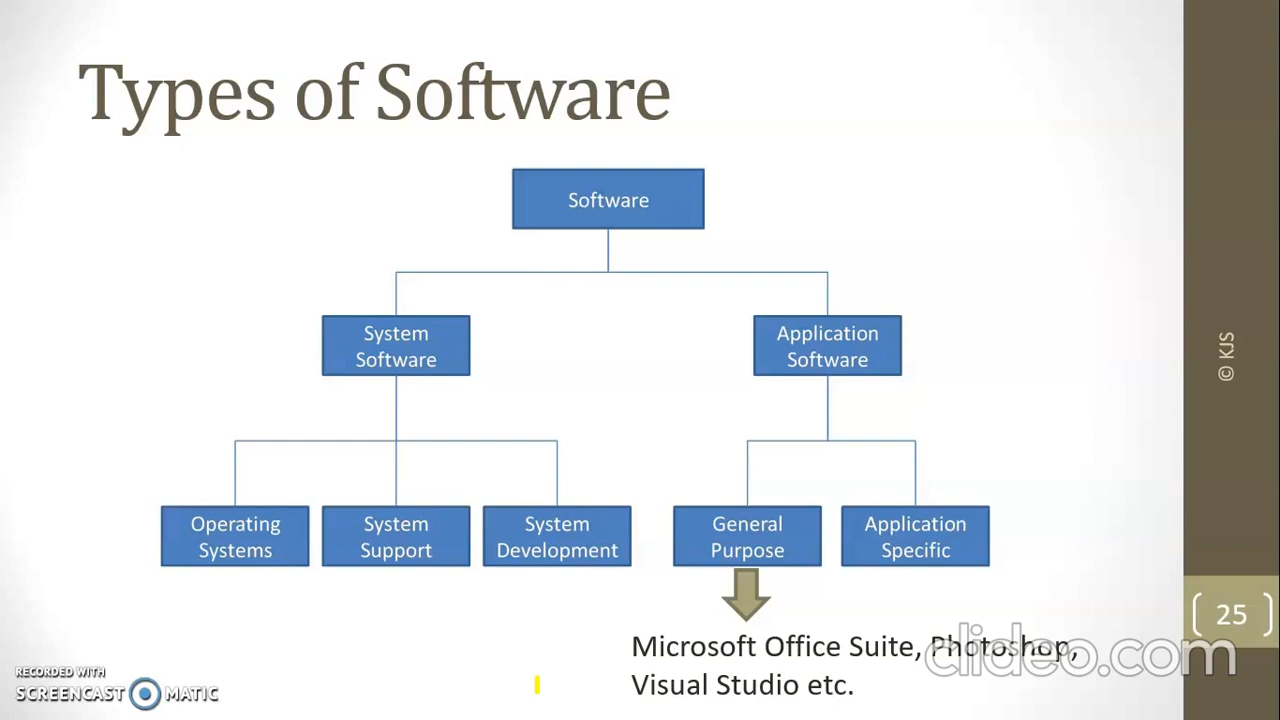 Types of Software
Software
System
Software
Application
Software
Operating
Systems
System
Support
System
Development
General
Purpose
Application
Specific
Microsoft Office Suite, Photoshop,
Visual Studio etc.
© KJS
25
clideo.com
RECORDED WITH
SCREENCAST MATIC